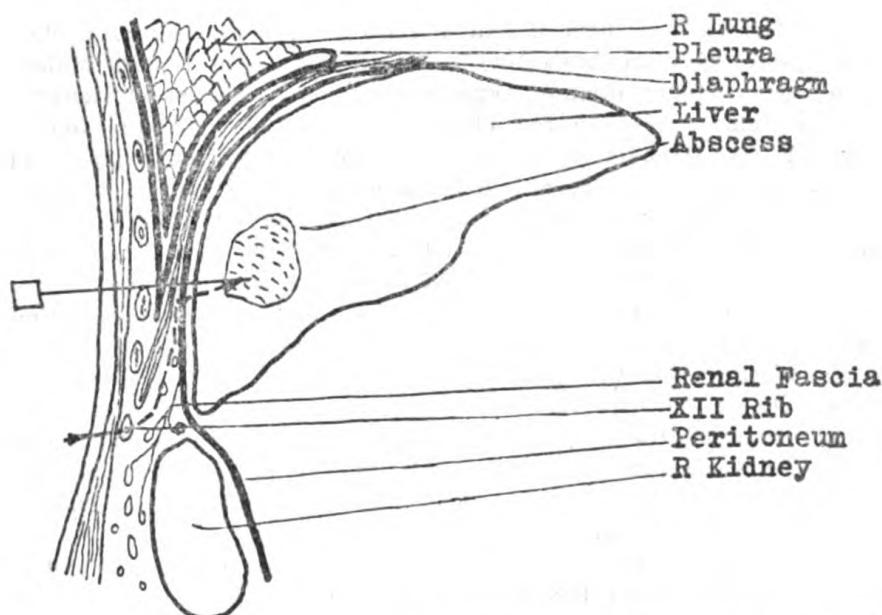 R Lung
Pleura
Diaphragm
Liver
Abscess
Renal Fascia
XII Rib
Peritoneum
R Kidney